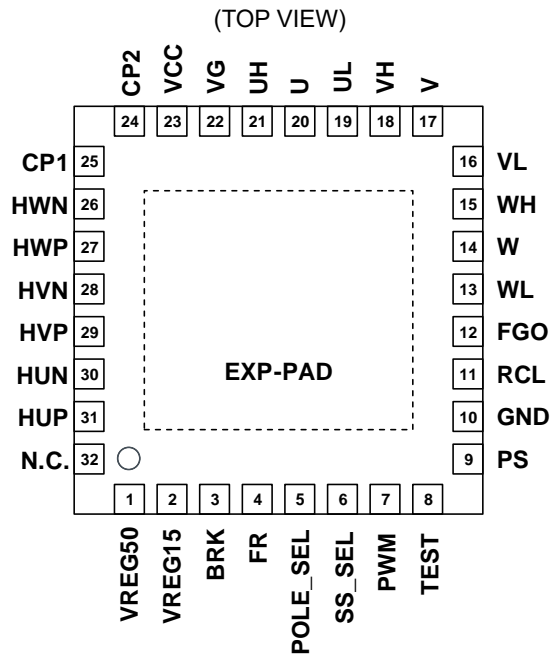 (TOP VIEW)
CP2 VCC VG UH U UL VH V
24 23 22 21 20 19 18 17
CP1 25 16 VL
HWN 26 15 WH
HWP 27 14 W
HVN 28 13 WL
HVP 29 12 FGO
HUN 30 EXP-PAD 11 RCL
HUP 31 10 GND
N.C. 32 9 PS
1 2 3 4 5 6 7 8
VREG50 VREG15 BRK FR POLE_SEL SS_SEL PWM TEST